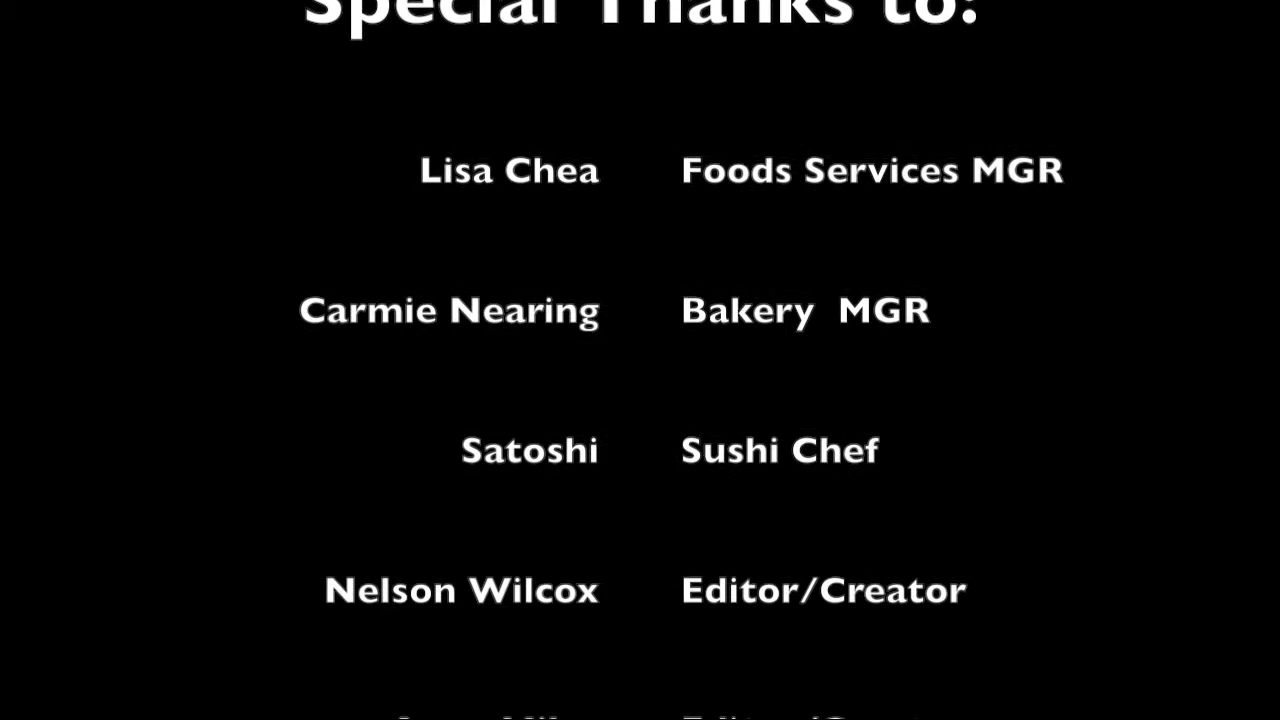 Special Thanks to:
Lisa Chea Foods Services MGR
Carmie Nearing Bakery  MGR
Satoshi Sushi Chef
Nelson Wilcox Editor/Creator